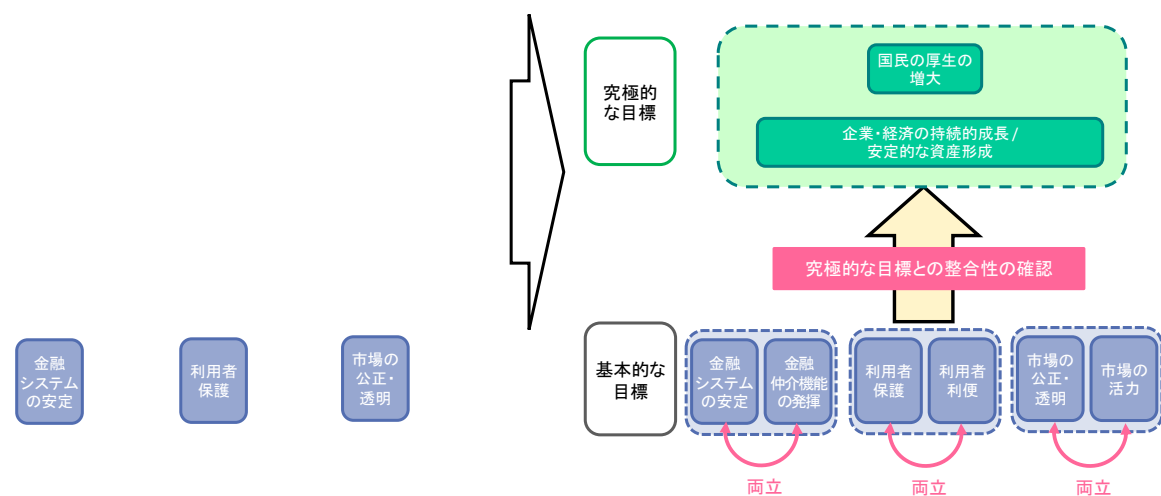 究極的
な目標
国民の厚生の
増大
企業・経済の持続的成長/
安定的な資産形成
究極的な目標との整合性の確認
金融
システム
の安定
利用者
保護
市場の
公正・
透明
基本的な
目標
金融
システム
の安定
金融
仲介機能
の発揮
利用者
保護
利用者
利便
市場の
公正・
透明
市場の
活力
両立
両立
両立